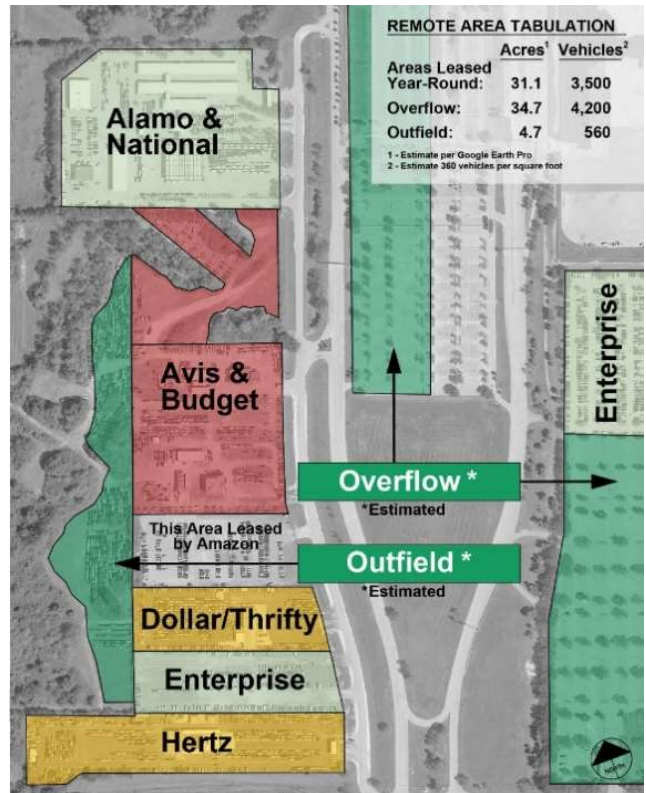 REMOTE AREA TABULATION
Acres¹ Vehicles²
Areas Leased
Year-Round: 31.1 3,500
Overflow: 34.7 4,200
Outfield: 4.7 560
1 - Estimate per Google Earth Pro
2 - Estimate 360 vehicles per square foot
Alamo &
National
Enterprise
Avis &
Budget
Overflow *
*Estimated
This Area Leased
by Amazon
Outfield *
*Estimated
Dollar/Thrifty
Enterprise
Hertz
NORTH